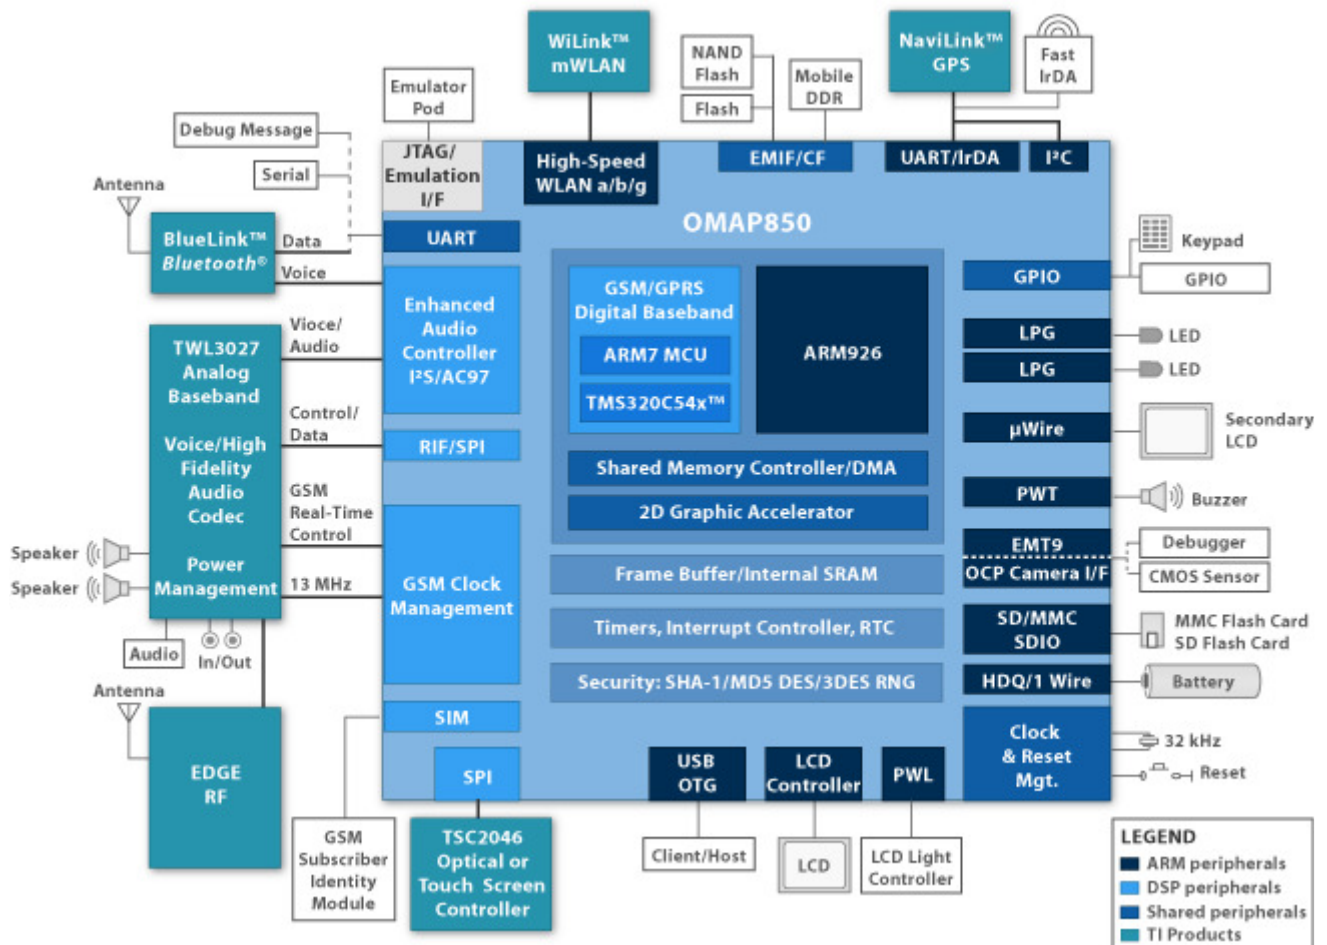 WiLink™
mWLAN
NaviLink™
GPS
NAND
Flash
Flash
Mobile
DDR
Fast
IrDA
Emulator
Pod
Debug Message
Serial
Antenna
JTAG/
Emulation
I/F
High-Speed
WLAN a/b/g
EMIF/CF
UART/IrDA
I²C
OMAP850
BlueLink™
Bluetooth®
Data
Voice
UART
Enhanced
Audio
Controller
I²S/AC97
GSM/GPRS
Digital Baseband
ARM7 MCU
TMS320C54x™
ARM926
Shared Memory Controller/DMA
2D Graphic Accelerator
Frame Buffer/Internal SRAM
Timers, Interrupt Controller, RTC
Security: SHA-1/MD5 DES/3DES RNG
GPIO
Keypad
GPIO
LPG
LED
LPG
LED
µWire
Secondary
LCD
PWT
Buzzer
EMT9
OCP Camera I/F
Debugger
CMOS Sensor
SD/MMC
SDIO
MMC Flash Card
SD Flash Card
HDQ/1 Wire
Battery
Clock
& Reset
Mgt.
32 kHz
Reset
TWL3027
Analog
Baseband
Voice/High
Fidelity
Audio
Codec
Power
Management
Vioce/
Audio
Control/
Data
GSM
Real-Time
Control
13 MHz
RIF/SPI
GSM Clock
Management
Speaker
Speaker
Audio
In/Out
Antenna
EDGE
RF
SIM
SPI
GSM
Subscriber
Identity
Module
TSC2046
Optical or
Touch Screen
Controller
USB
OTG
LCD
Controller
PWL
Client/Host
LCD
LCD Light
Controller
LEGEND
ARM peripherals
DSP peripherals
Shared peripherals
TI Products